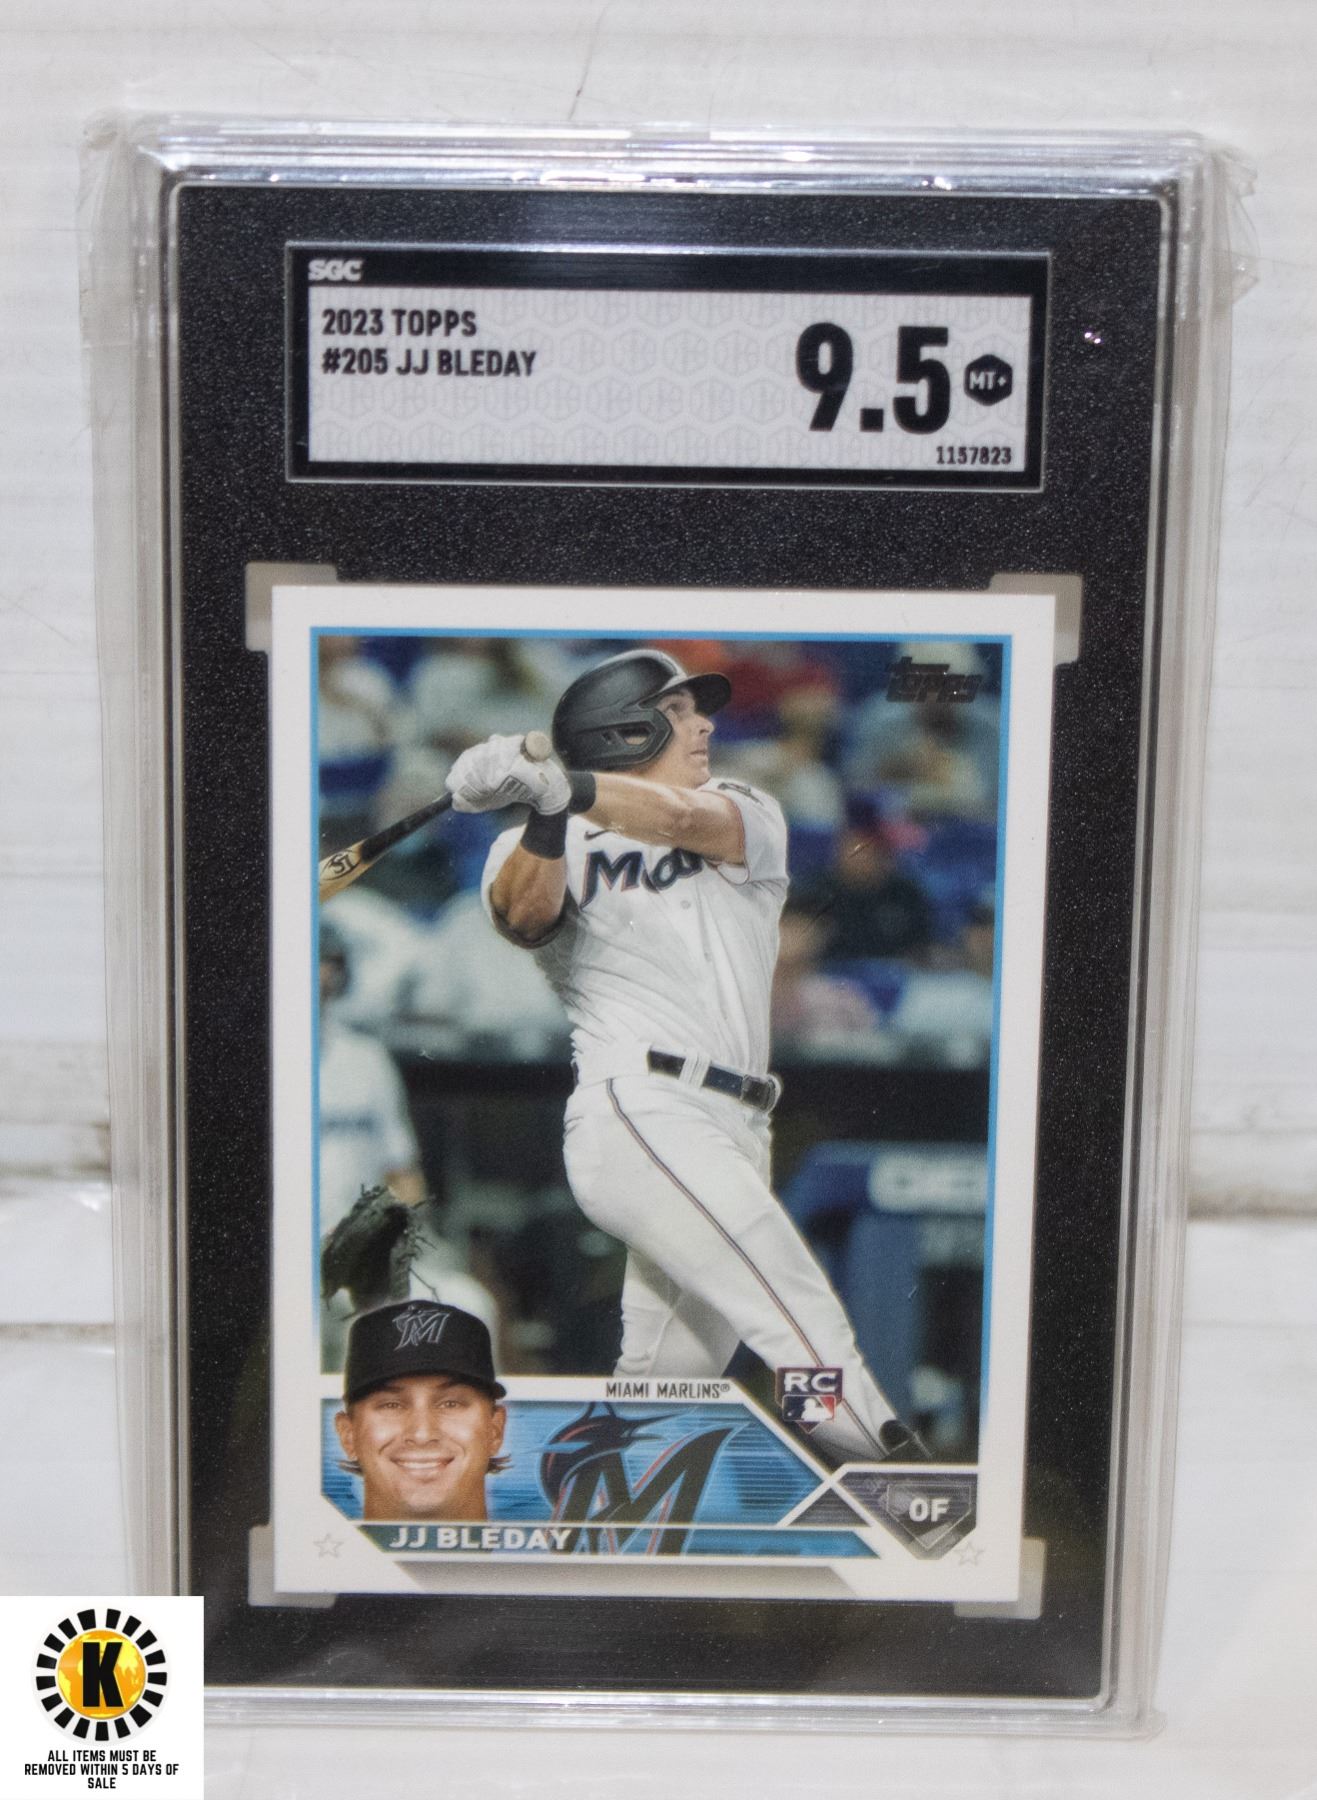 SGC
2023 TOPPS
#205 JJ BLEDAY
9.5 MT+
1157823
topps
MIAMI MARLINS®
RC
OF
JJ BLEDAY
K
ALL ITEMS MUST BE
REMOVED WITHIN 5 DAYS OF
SALE